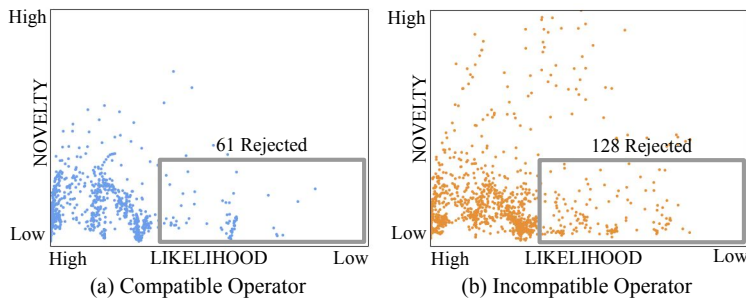 High
NOVELTY
61 Rejected
Low
High LIKELIHOOD Low
(a) Compatible Operator
High
NOVELTY
128 Rejected
Low
High LIKELIHOOD Low
(b) Incompatible Operator